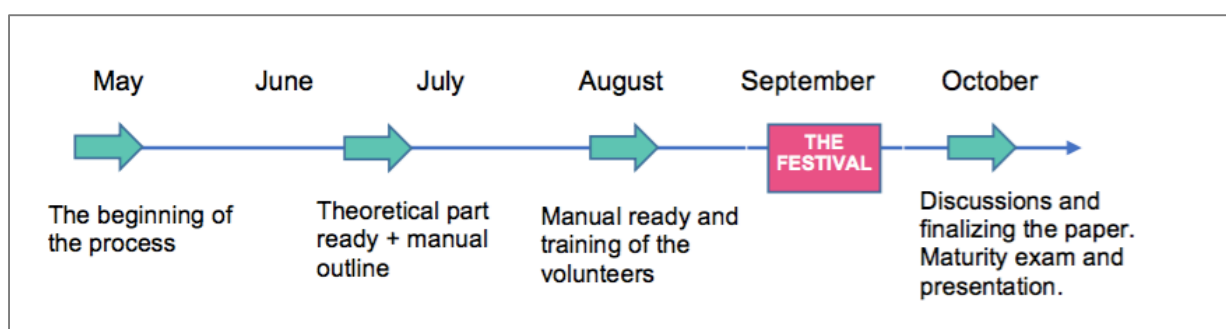 May June July August September October
THE
FESTIVAL
The beginning of
the process
Theoretical part
ready + manual
outline
Manual ready and
training of the
volunteers
Discussions and
finalizing the paper.
Maturity exam and
presentation.